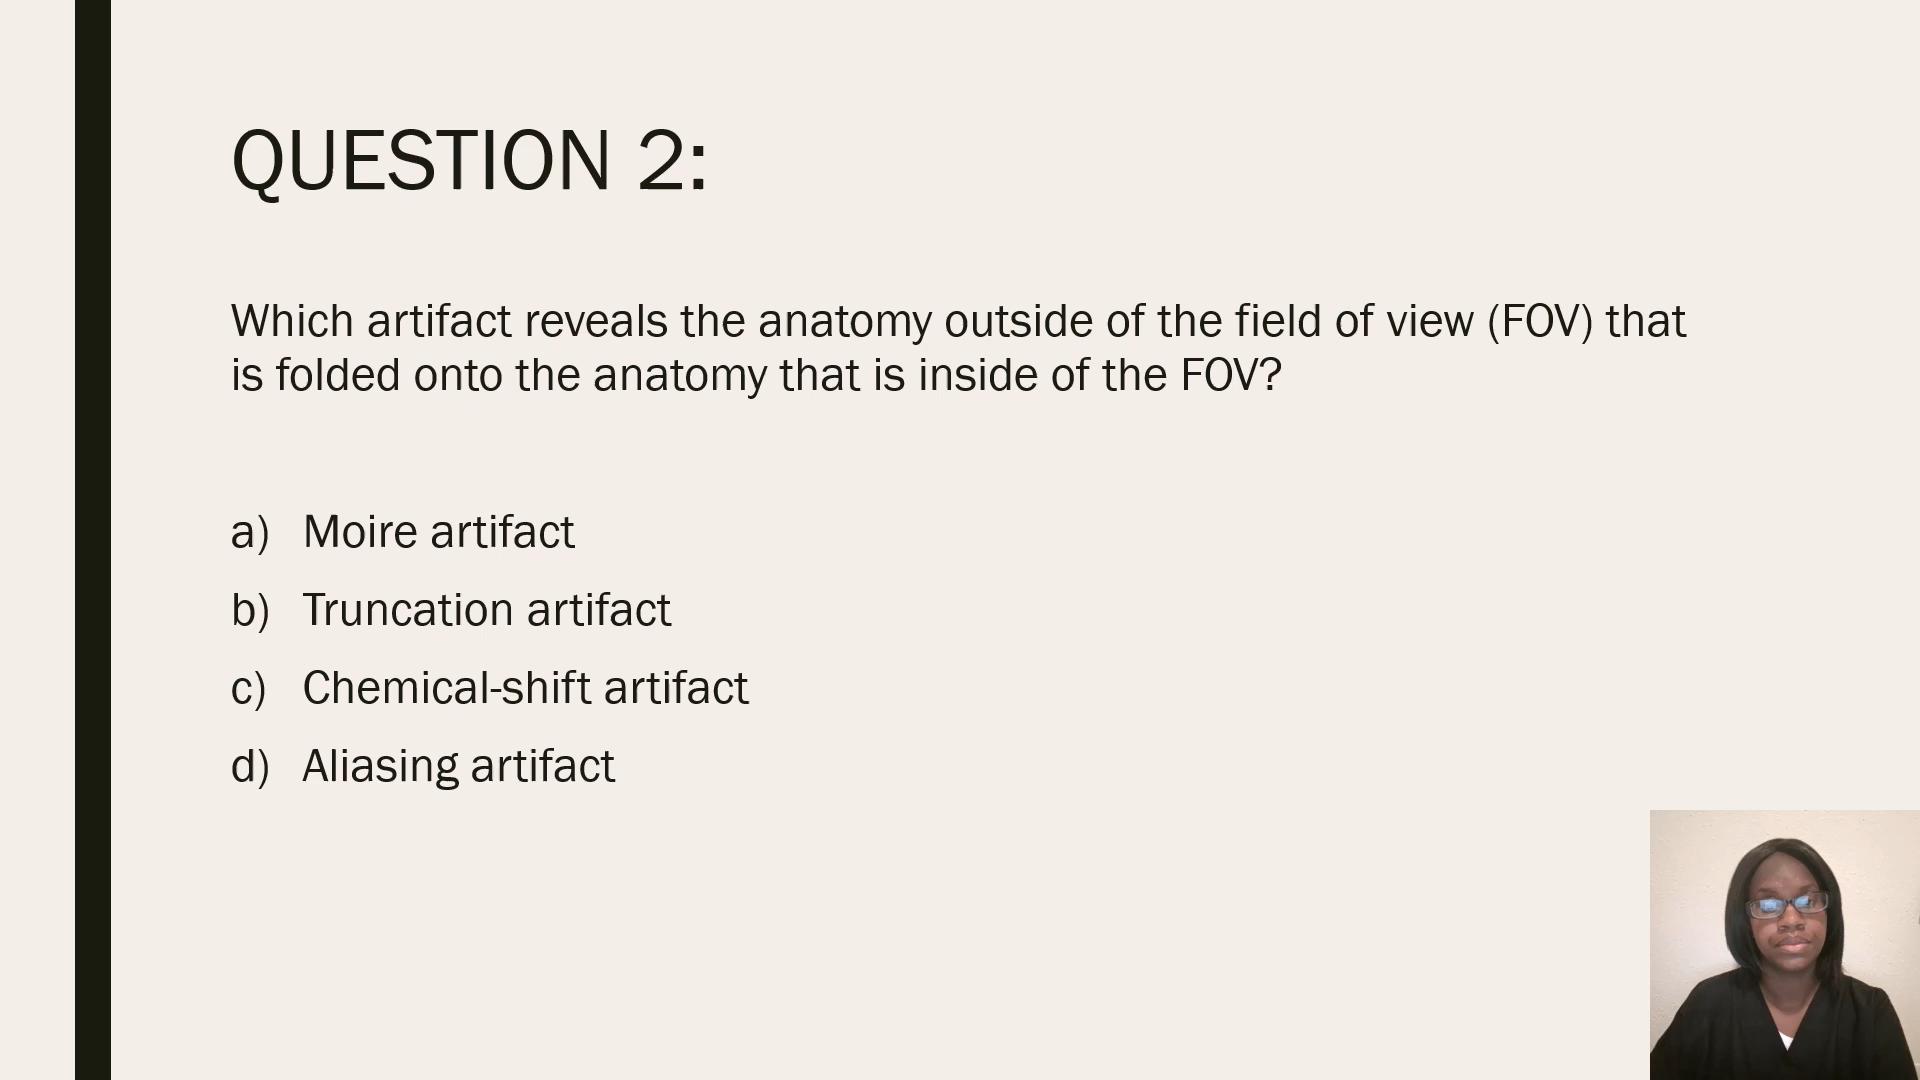 QUESTION 2:
Which artifact reveals the anatomy outside of the field of view (FOV) that
is folded onto the anatomy that is inside of the FOV?
a) Moire artifact
b) Truncation artifact
c) Chemical-shift artifact
d) Aliasing artifact